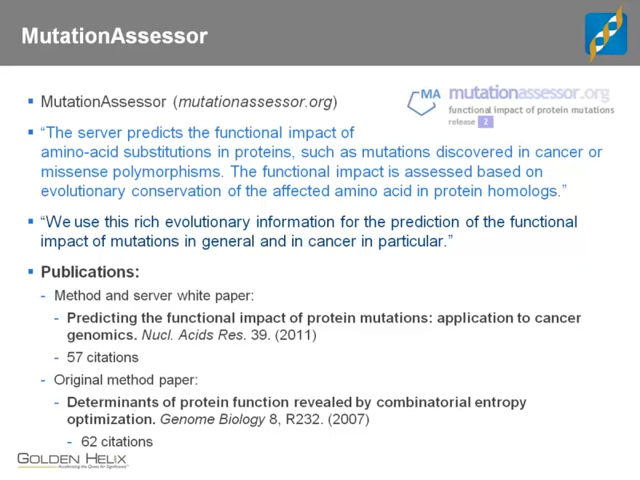 MutationAssessor
MutationAssessor (mutationassessor.org)
MA mutationassessor.org
functional impact of protein mutations
release 2
“The server predicts the functional impact of
amino-acid substitutions in proteins, such as mutations discovered in cancer or
missense polymorphisms. The functional impact is assessed based on
evolutionary conservation of the affected amino acid in protein homologs.”
“We use this rich evolutionary information for the prediction of the functional
impact of mutations in general and in cancer in particular.”
Publications:
- Method and server white paper:
- Predicting the functional impact of protein mutations: application to cancer
genomics. Nucl. Acids Res. 39. (2011)
- 57 citations
- Original method paper:
- Determinants of protein function revealed by combinatorial entropy
optimization. Genome Biology 8, R232. (2007)
- 62 citations
GOLDEN HELIX
Accelerating the Quest for Significance™